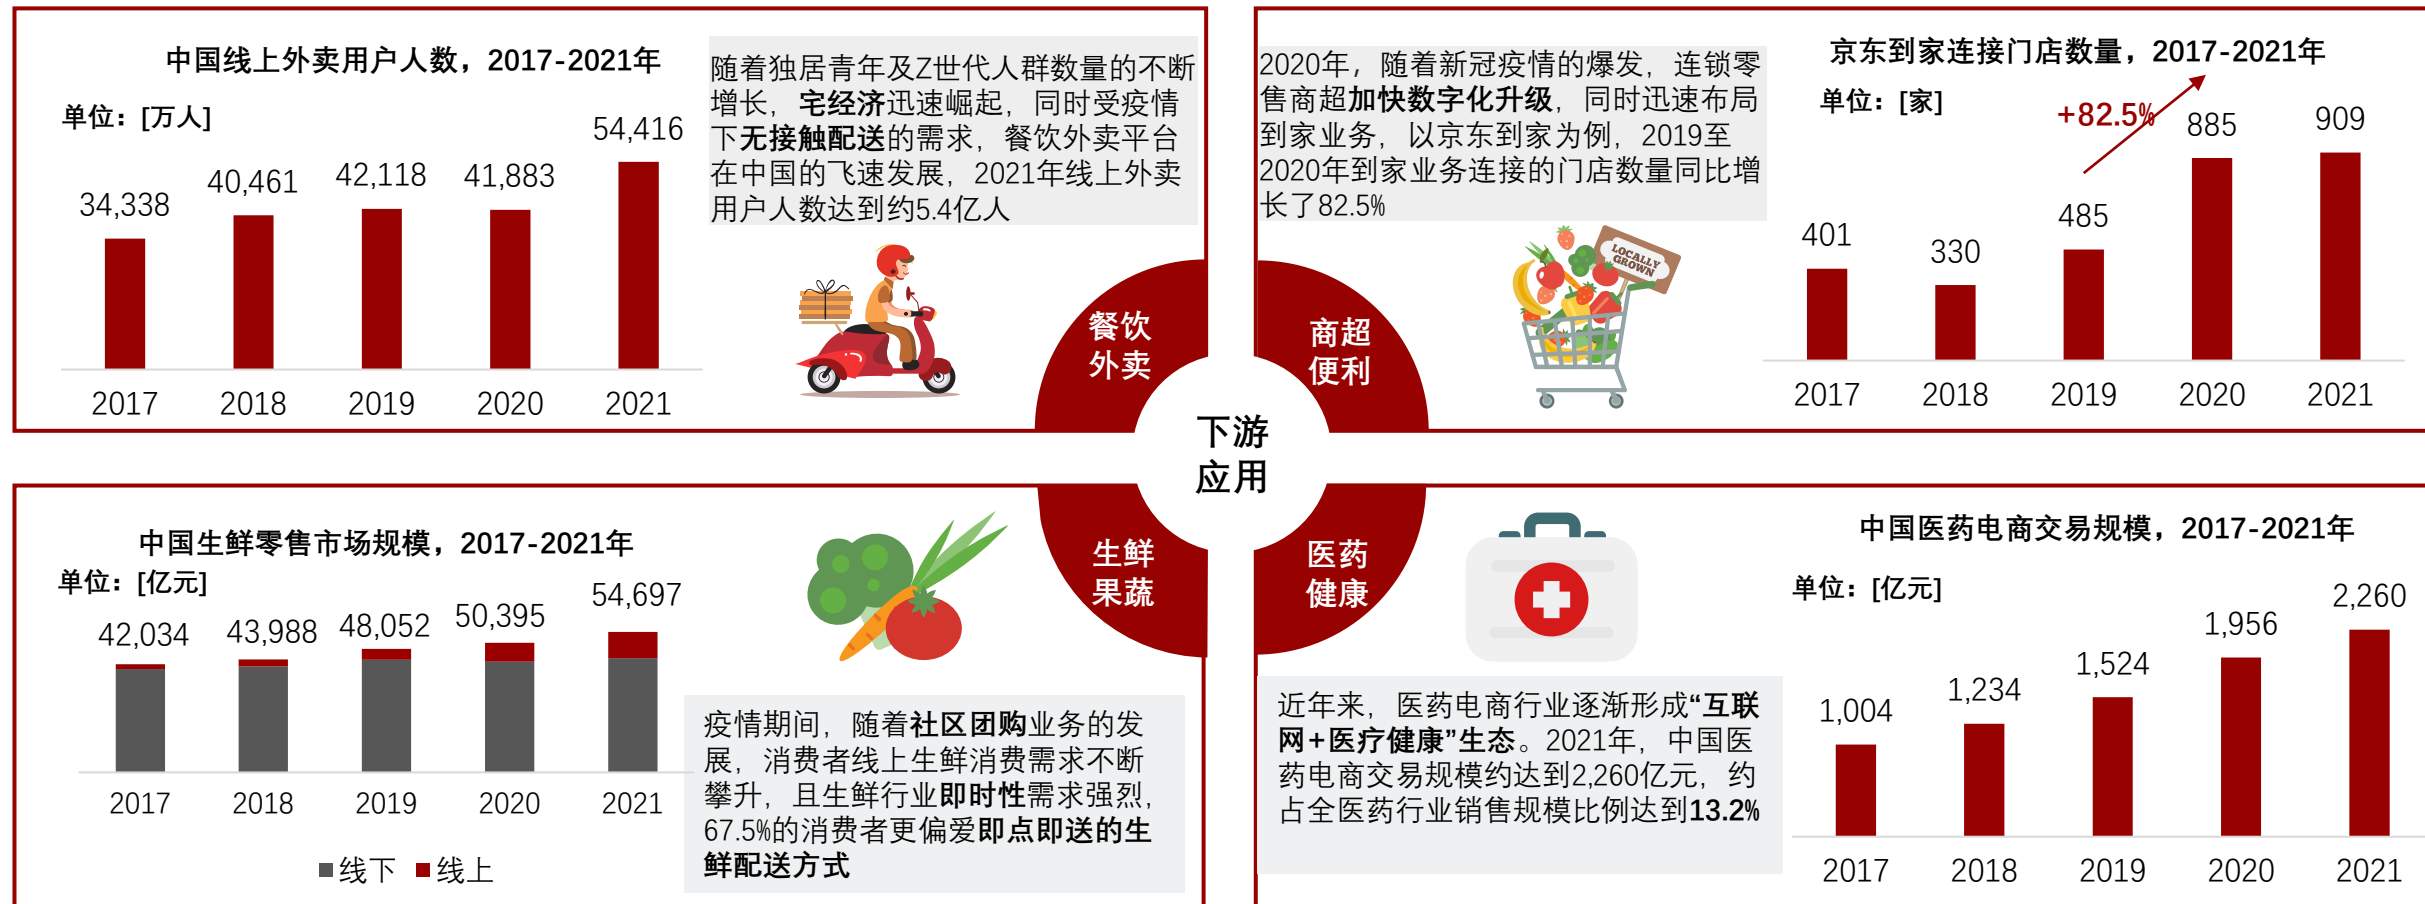 中国线上外卖用户人数，2017-2021年
单位：[万人]
34,338
40,461
42,118
41,883
54,416
2017
2018
2019
2020
2021
随着独居青年及Z世代人群数量的不断
增长，宅经济迅速崛起，同时受疫情
下无接触配送的需求，餐饮外卖平台
在中国的飞速发展，2021年线上外卖
用户人数达到约5.4亿人
餐饮
外卖
2020年，随着新冠疫情的爆发，连锁零
售商超加快数字化升级，同时迅速布局
到家业务，以京东到家为例，2019至
2020年到家业务连接的门店数量同比增
长了82.5%
LOCALLY
GROWN
商超
便利
京东到家连接门店数量，2017-2021年
单位：[家]
+82.5%
401
330
485
885
909
2017
2018
2019
2020
2021
下游
应用
中国生鲜零售市场规模，2017-2021年
单位：[亿元]
42,034
43,988
48,052
50,395
54,697
2017
2018
2019
2020
2021
线下 线上
生鲜
果蔬
疫情期间，随着社区团购业务的发
展，消费者线上生鲜消费需求不断
攀升，且生鲜行业即时性需求强烈，
67.5%的消费者更偏爱即点即送的生
鲜配送方式
医药
健康
近年来，医药电商行业逐渐形成“互联
网+医疗健康”生态。2021年，中国医
药电商交易规模约达到2,260亿元，约
占全医药行业销售规模比例达到13.2%
中国医药电商交易规模，2017-2021年
单位：[亿元]
1,004
1,234
1,524
1,956
2,260
2017
2018
2019
2020
2021